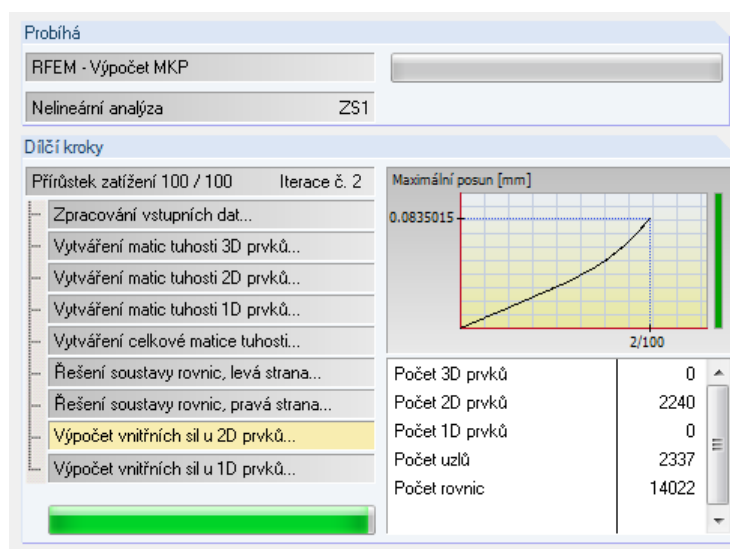 Probíhá
RFEM - Výpočet MKP
Nelineární analýza ZS1
Dílčí kroky
Přírůstek zatížení 100 / 100 Iterace č. 2
Zpracování vstupních dat...
Vytváření matic tuhosti 3D prvků...
Vytváření matic tuhosti 2D prvků...
Vytváření matic tuhosti 1D prvků...
Vytváření celkové matice tuhosti...
Řešení soustavy rovnic, levá strana...
Řešení soustavy rovnic, pravá strana...
Výpočet vnitřních sil u 2D prvků...
Výpočet vnitřních sil u 1D prvků...
Maximální posun [mm]
0.0835015
2/100
Počet 3D prvků 0
Počet 2D prvků 2240
Počet 1D prvků 0
Počet uzlů 2337
Počet rovnic 14022